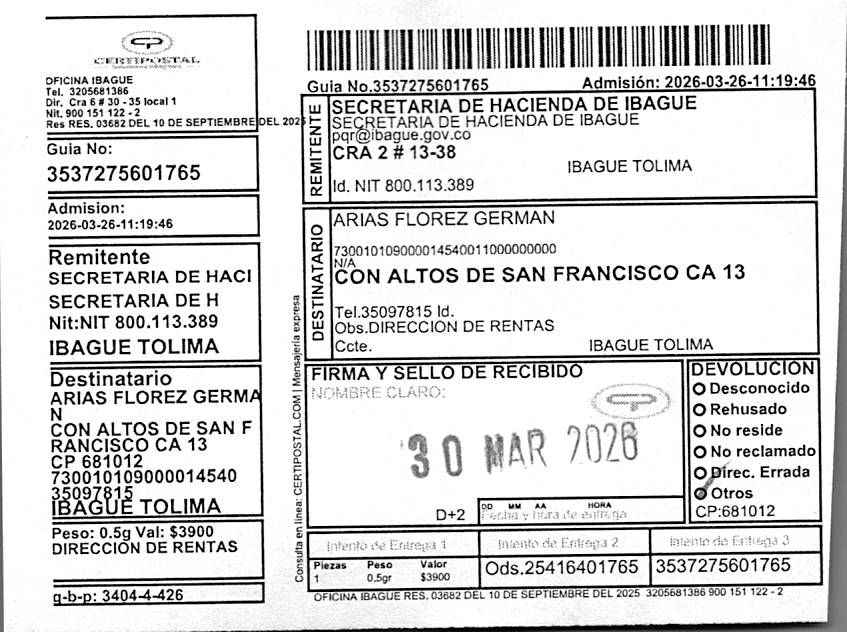 CERTIPOSTAL
OFICINA IBAGUE
Tel. 3205681386
Dir. Cra 6 # 30 - 35 local 1
Nit. 900 151 122 - 2
Res RES. 03682 DEL 10 DE SEPTIEMBRE DEL 2025
Guia No:
3537275601765
Admision:
2026-03-26-11:19:46
Remitente
SECRETARIA DE HACI
SECRETARIA DE H
Nit:NIT 800.113.389
IBAGUE TOLIMA
Destinatario
ARIAS FLOREZ GERMA
N
CON ALTOS DE SAN F
RANCISCO CA 13
CP 681012
730010109000014540
35097815
IBAGUE TOLIMA
Peso: 0.5g Val: $3900
DIRECCIÓN DE RENTAS
g-b-p: 3404-4-426
Consulta en linea: CERTIPOSTAL.COM | Mensajería expresa
Guia No.3537275601765 Admisión: 2026-03-26-11:19:46
REMITENTE
SECRETARIA DE HACIENDA DE IBAGUE
SECRETARIA DE HACIENDA DE IBAGUE
pqr@ibague.gov.co
CRA 2 # 13-38
IBAGUE TOLIMA
Id. NIT 800.113.389
DESTINATARIO
ARIAS FLOREZ GERMAN
730010109000014540011000000000
N/A
CON ALTOS DE SAN FRANCISCO CA 13
Tel.35097815 Id.
Obs.DIRECCION DE RENTAS
Ccte. IBAGUE TOLIMA
FIRMA Y SELLO DE RECIBIDO
NOMBRE CLARO:
30 MAR 2026
D+2
DD MM AA HORA
Fecha y hora de entrega
DEVOLUCION
Desconocido
Rehusado
No reside
No reclamado
Direc. Errada
Otros
CP:681012
Intento de Entrega 1 Intento de Entrega 2 Intento de Entrega 3
Piezas Peso Valor
1 0.5gr $3900
Ods.25416401765 3537275601765
OFICINA IBAGUE RES. 03682 DEL 10 DE SEPTIEMBRE DEL 2025 3205681386 900 151 122 - 2